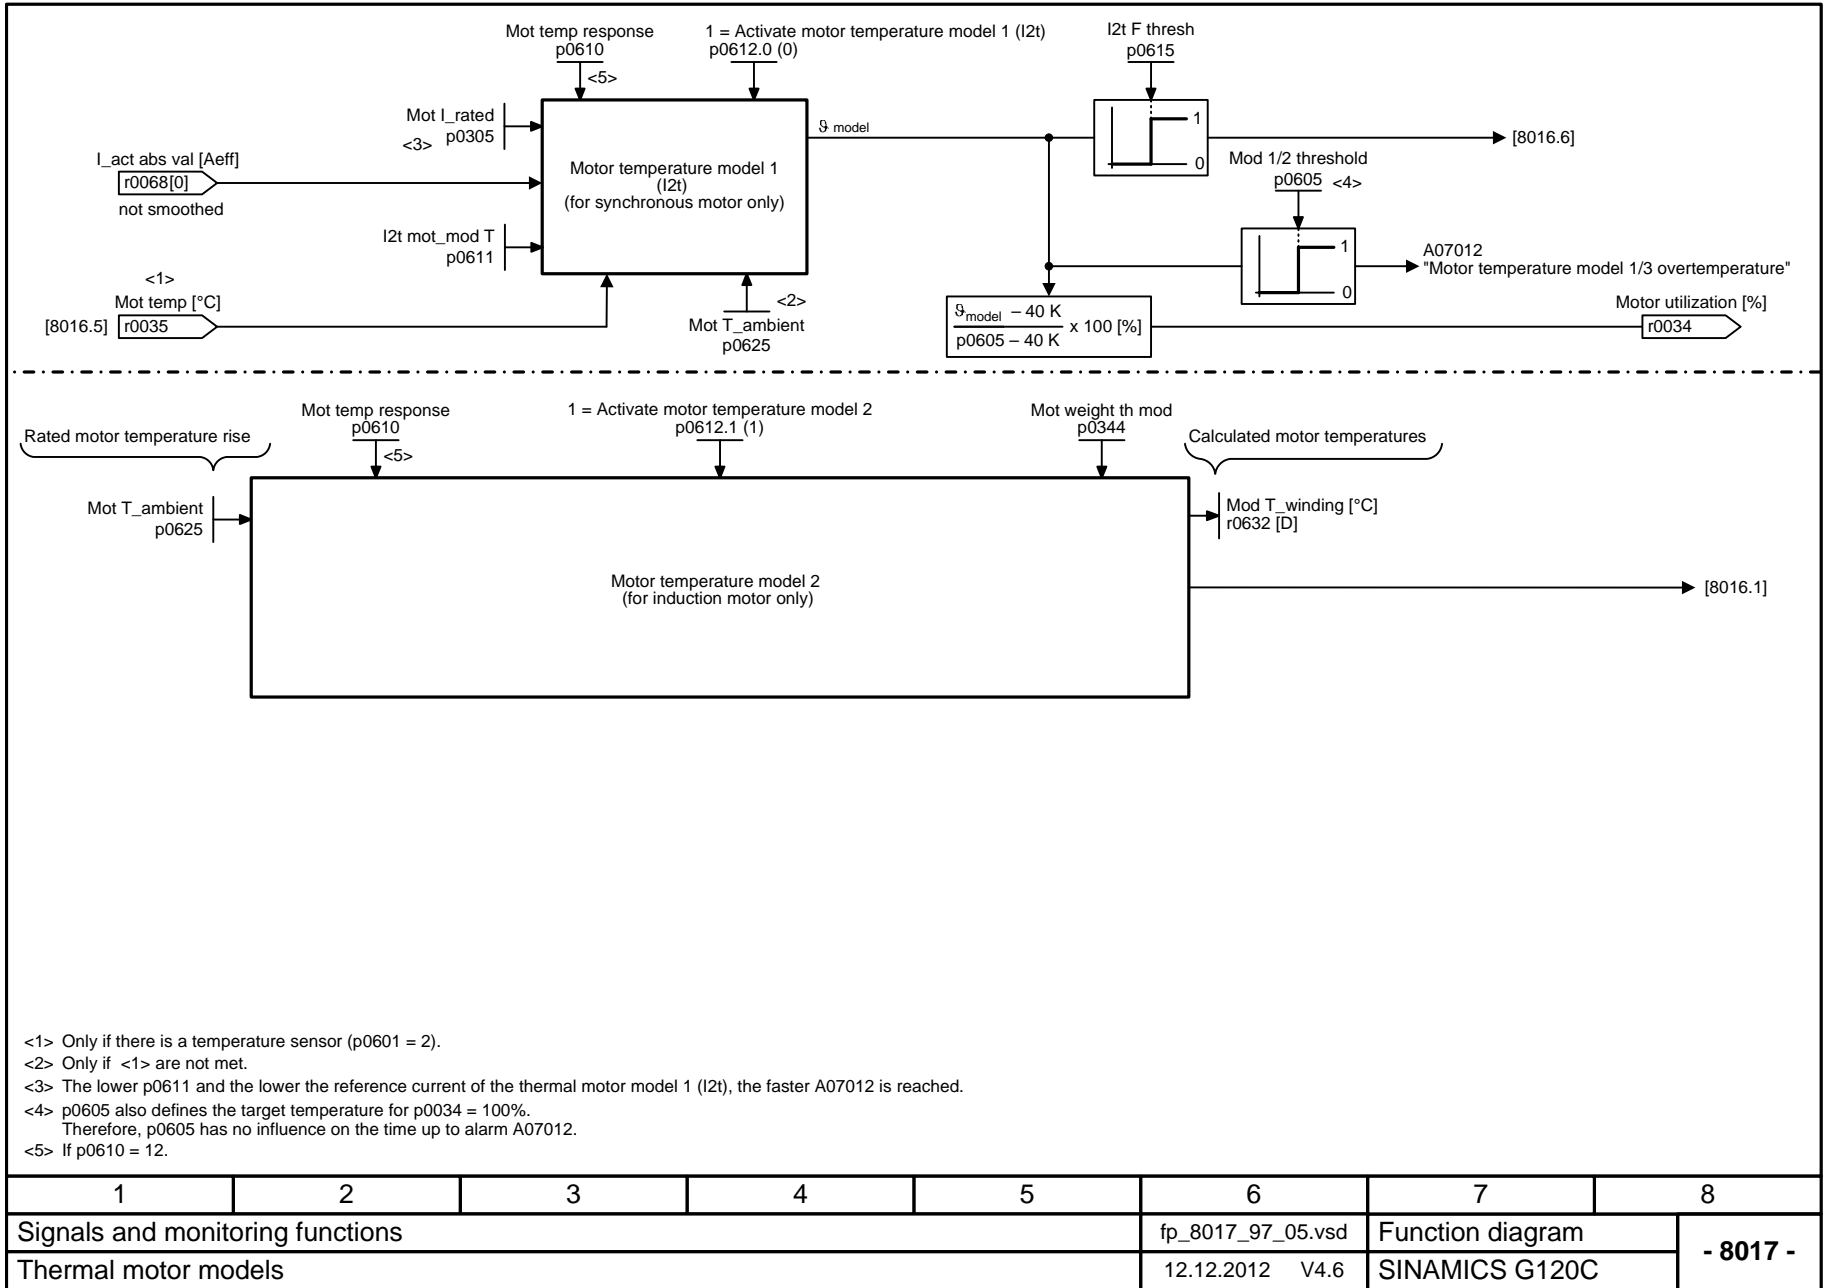 Mot temp response
p0610
<5>
1 = Activate motor temperature model 1 (I2t)
p0612.0 (0)
I2t F thresh
p0615
Mot I_rated
<3> p0305
I_act abs val [Aeff]
r0068[0]
not smoothed
I2t mot_mod T
p0611
<1>
Mot temp [°C]
[8016.5] r0035
Motor temperature model 1
(I2t)
(for synchronous motor only)
<2>
Mot T_ambient
p0625
ϑ model
1
0
[8016.6]
Mod 1/2 threshold
p0605 <4>
1
0
A07012
"Motor temperature model 1/3 overtemperature"
ϑmodel – 40 K
p0605 – 40 K
x 100 [%]
Motor utilization [%]
r0034
Rated motor temperature rise
Mot temp response
p0610
<5>
1 = Activate motor temperature model 2
p0612.1 (1)
Mot weight th mod
p0344
Calculated motor temperatures
Mot T_ambient
p0625
Mod T_winding [°C]
r0632 [D]
Motor temperature model 2
(for induction motor only)
[8016.1]
<1> Only if there is a temperature sensor (p0601 = 2).
<2> Only if <1> are not met.
<3> The lower p0611 and the lower the reference current of the thermal motor model 1 (I2t), the faster A07012 is reached.
<4> p0605 also defines the target temperature for p0034 = 100%.
Therefore, p0605 has no influence on the time up to alarm A07012.
<5> If p0610 = 12.
1 2 3 4 5 6 7 8
Signals and monitoring functions fp_8017_97_05.vsd Function diagram
- 8017 -
Thermal motor models 12.12.2012 V4.6 SINAMICS G120C